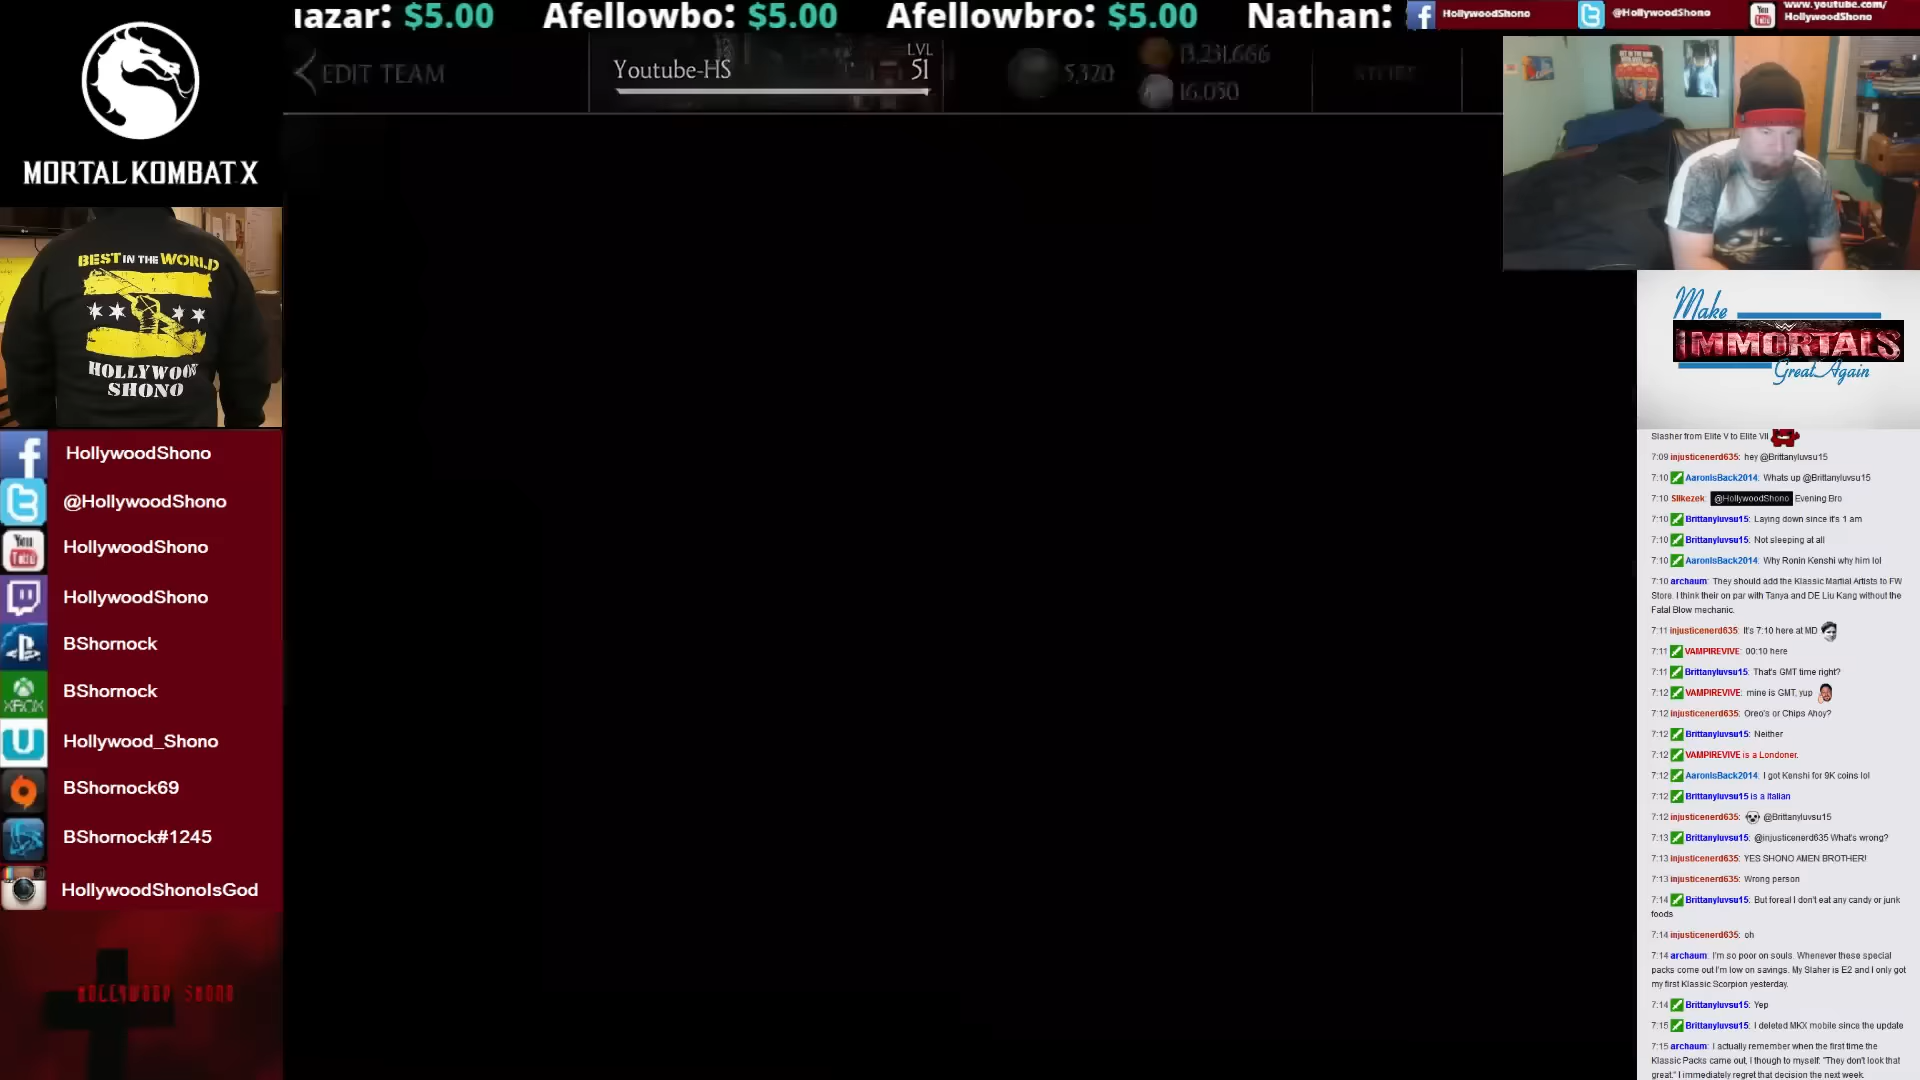 uazar: $5.00 Afellowbo: $5.00 Afellowbro: $5.00 Nathan:
HollywoodShono
@HollywoodShono
www.youtube.com/
HollywoodShono
EDIT TEAM
Youtube-HS
LVL
51
5,320
13,231,666
16,050
STORE
MORTAL KOMBAT X
BEST IN THE WORLD
HOLLYWOOD
SHONO
HollywoodShono
@HollywoodShono
HollywoodShono
HollywoodShono
BShornock
BShornock
Hollywood_Shono
BShornock69
BShornock#1245
HollywoodShonoIsGod
HOLLYWOOD SHONO
Make
IMMORTALS
Great Again
Slasher from Elite V to Elite VII
7:09 injusticenerd635: hey @Brittanyluvsu15
7:10 AaronIsBack2014: Whats up @Brittanyluvsu15
7:10 Slikezek: @HollywoodShono Evening Bro
7:10 Brittanyluvsu15: Laying down since it's 1 am
7:10 Brittanyluvsu15: Not sleeping at all
7:10 AaronIsBack2014: Why Ronin Kenshi why him lol
7:10 archaum: They should add the Klassic Martial Artists to FW
Store. I think their on par with Tanya and DE Liu Kang without the
Fatal Blow mechanic.
7:11 injusticenerd635: It's 7:10 here at MD
7:11 VAMPIREVIVE: 00:10 here
7:11 Brittanyluvsu15: That's GMT time right?
7:12 VAMPIREVIVE: mine is GMT, yup
7:12 injusticenerd635: Oreo's or Chips Ahoy?
7:12 Brittanyluvsu15: Neither
7:12 VAMPIREVIVE is a Londoner.
7:12 AaronIsBack2014: I got Kenshi for 9K coins lol
7:12 Brittanyluvsu15 is a Italian
7:12 injusticenerd635: @Brittanyluvsu15
7:13 Brittanyluvsu15: @injusticenerd635 What's wrong?
7:13 injusticenerd635: YES SHONO AMEN BROTHER!
7:13 injusticenerd635: Wrong person
7:14 Brittanyluvsu15: But foreal I don't eat any candy or junk
foods
7:14 injusticenerd635: oh
7:14 archaum: I'm so poor on souls. Whenever these special
packs come out I'm low on savings. My Slaher is E2 and I only got
my first Klassic Scorpion yesterday.
7:14 Brittanyluvsu15: Yep
7:15 Brittanyluvsu15: I deleted MKX mobile since the update
7:15 archaum: I actually remember when the first time the
Klassic Packs came out, I though to myself: "They don't look that
great." I immediately regret that decision the next week.